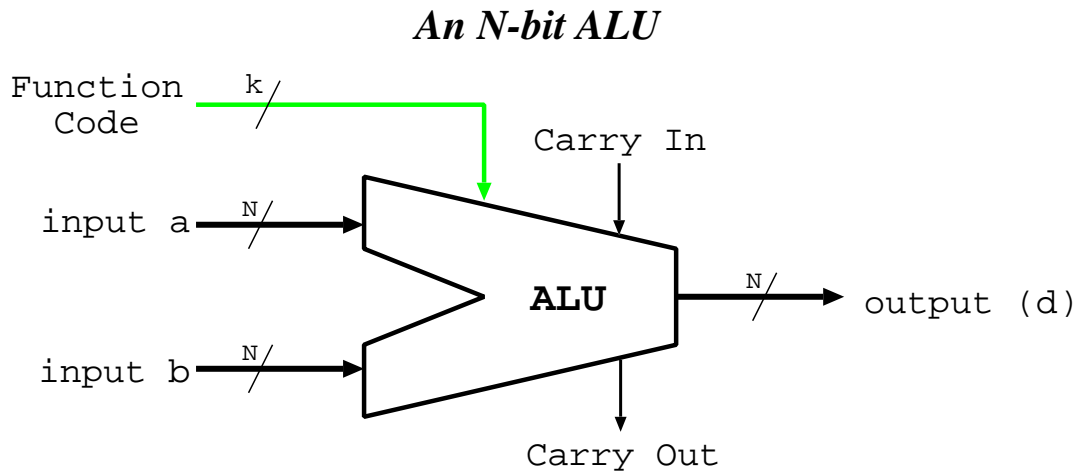 An N-bit ALU
Function
Code
k
Carry In
input a
N
ALU
N
output (d)
input b
N
Carry Out